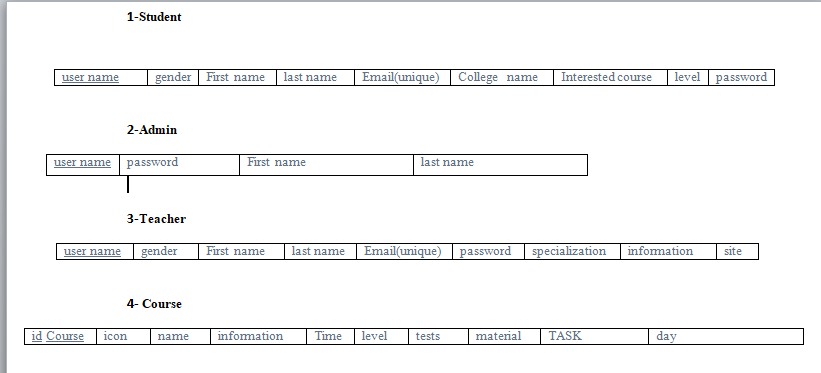 1-Student
user name gender First name last name Email(unique) College name Interested course level password
2-Admin
user name password First name last name
3-Teacher
user name gender First name last name Email(unique) password specialization information site
4- Course
id Course icon name information Time level tests material TASK day